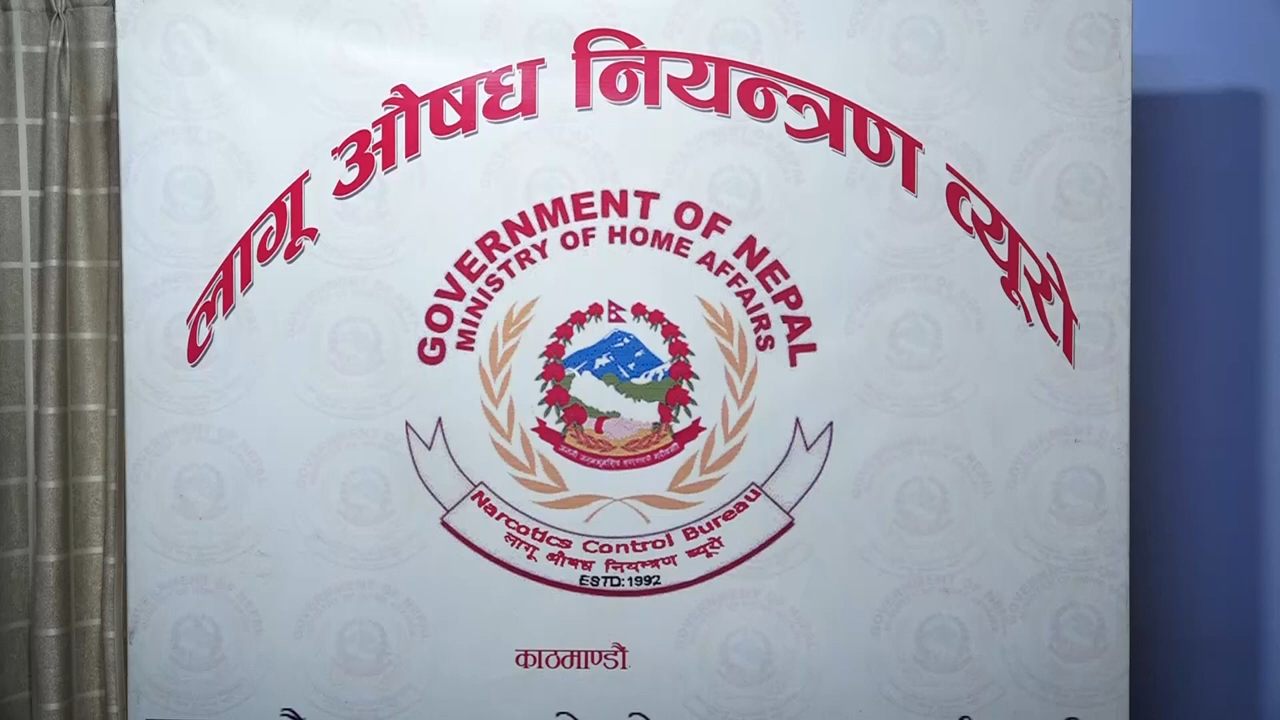 लागू औषध नियन्त्रण ब्यूरो
GOVERNMENT OF NEPAL
MINISTRY OF HOME AFFAIRS
Narcotics Control Bureau
लागू औषध नियन्त्रण ब्यूरो
ESTD:1992
काठमाण्डौं